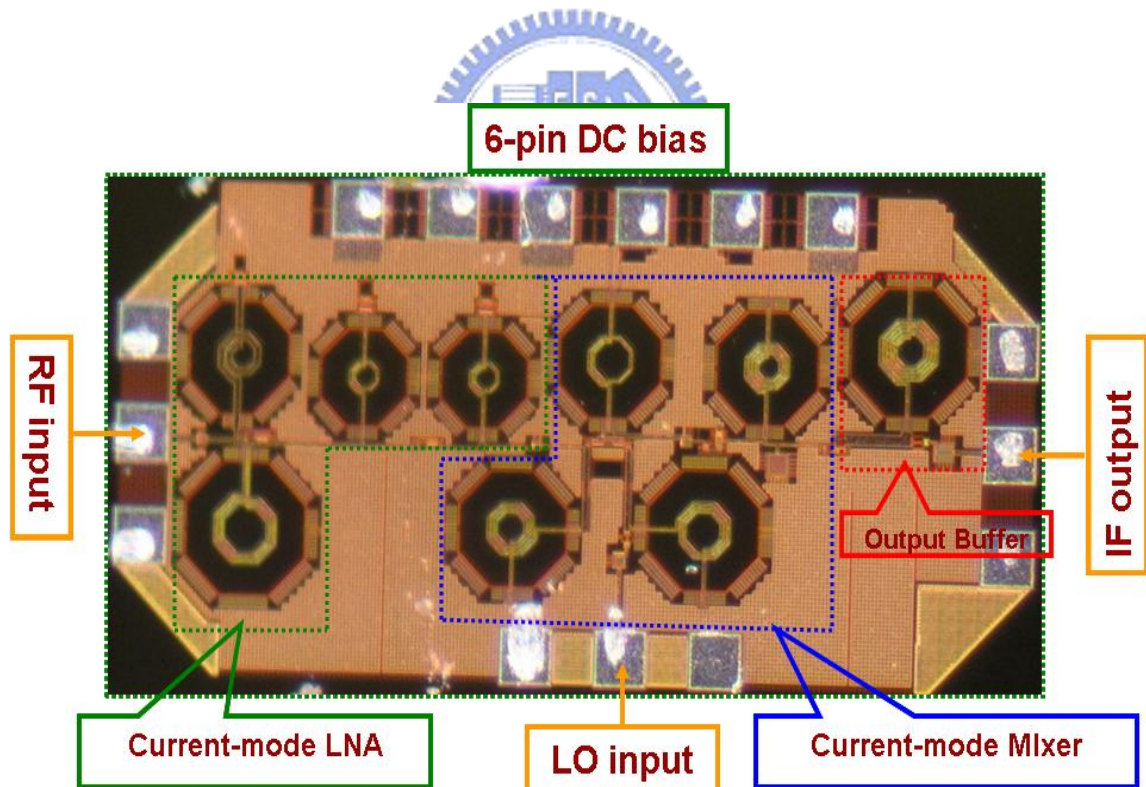 6-pin DC bias
RF input
IF output
Output Buffer
Current-mode LNA
LO input
Current-mode MIxer